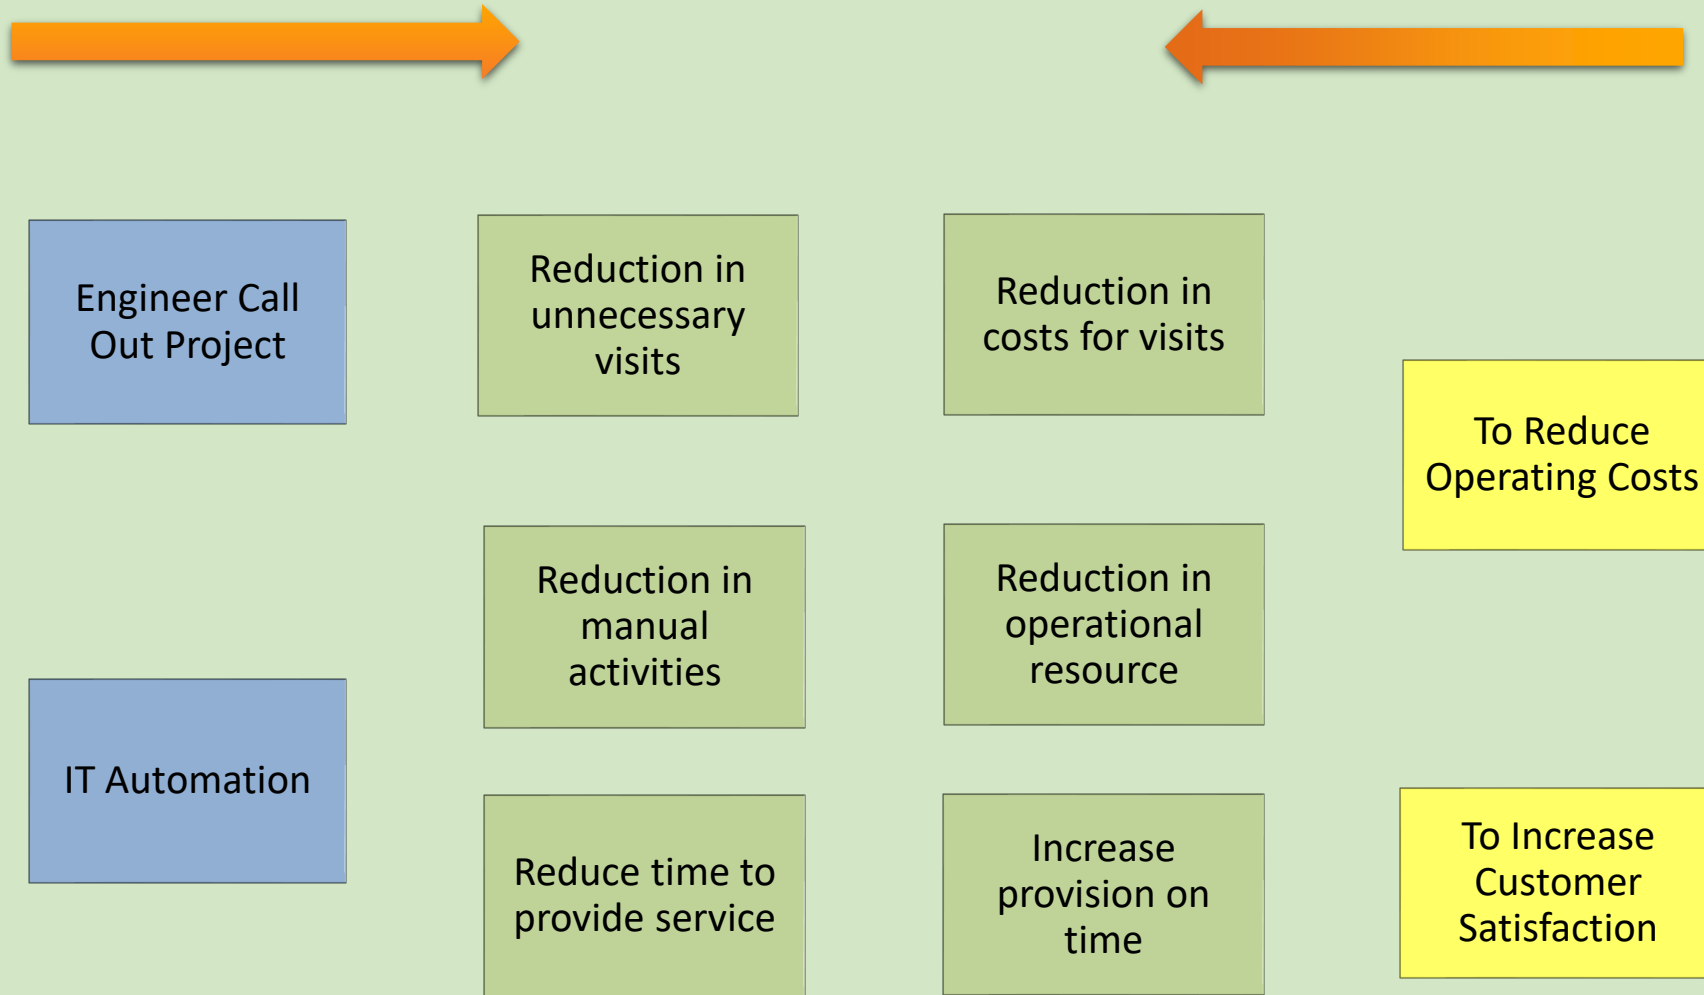 Engineer Call
Out Project
Reduction in
unnecessary
visits
Reduction in
costs for visits
To Reduce
Operating Costs
Reduction in
manual
activities
Reduction in
operational
resource
IT Automation
Reduce time to
provide service
Increase
provision on
time
To Increase
Customer
Satisfaction